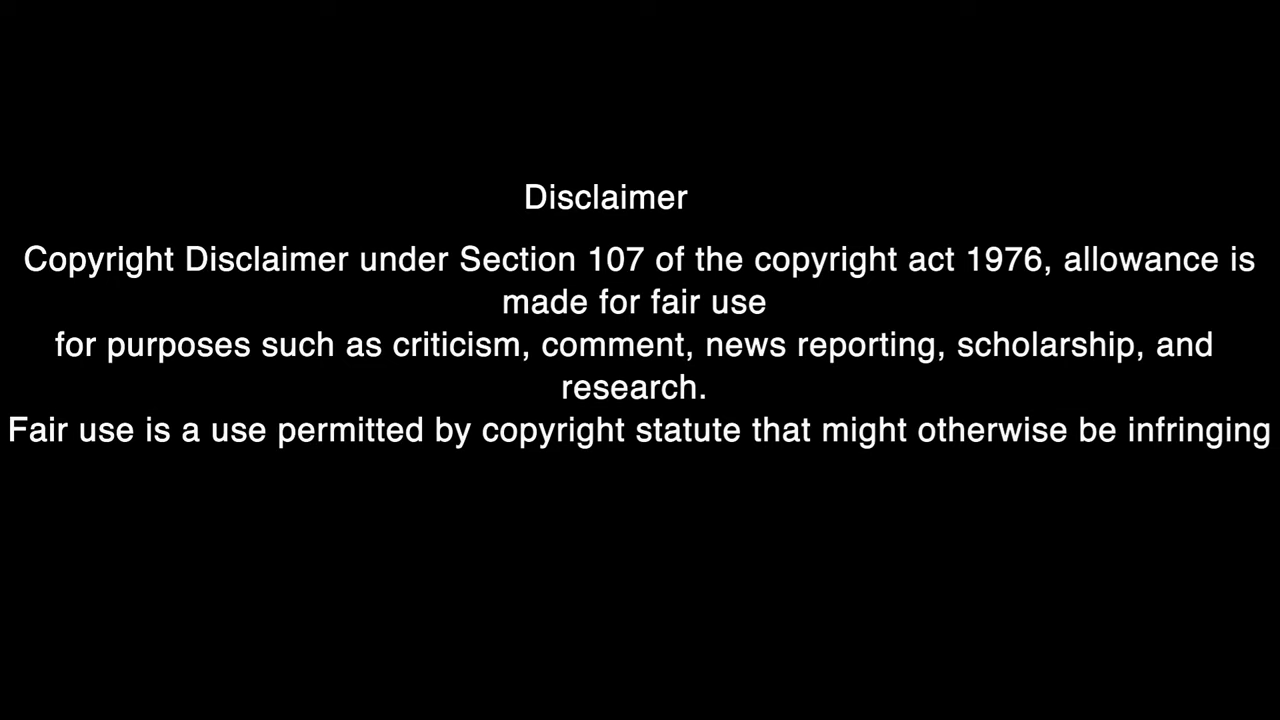 Disclaimer
Copyright Disclaimer under Section 107 of the copyright act 1976, allowance is
made for fair use
for purposes such as criticism, comment, news reporting, scholarship, and
research.
Fair use is a use permitted by copyright statute that might otherwise be infringing